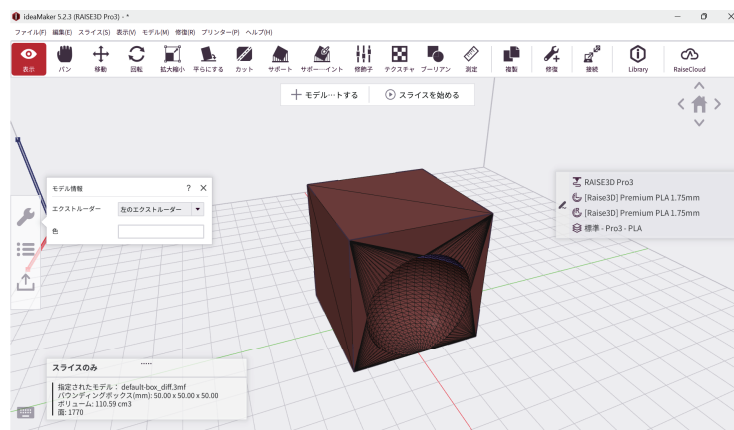 ideaMaker 5.2.3 (RAISE3D Pro3) - *
ファイル(F) 編集(E) スライス(S) 表示(V) モデル(M) 修復(R) プリンター(P) ヘルプ(H)
表示 パン 移動 回転 拡大縮小 平らにする カット サポート サポー…イント 修飾子 テクスチャ ブーリアン 測定 複製 修復 接続 Library RaiseCloud
モデル…トする スライスを始める
モデル情報 ? ×
エクストルーダー 左のエクストルーダー
色
RAISE3D Pro3
[Raise3D] Premium PLA 1.75mm
[Raise3D] Premium PLA 1.75mm
標準 - Pro3 - PLA
スライスのみ
指定されたモデル： default-box_diff.3mf
バウンディングボックス(mm): 50.00 x 50.00 x 50.00
ボリューム: 110.59 cm3
面: 1770